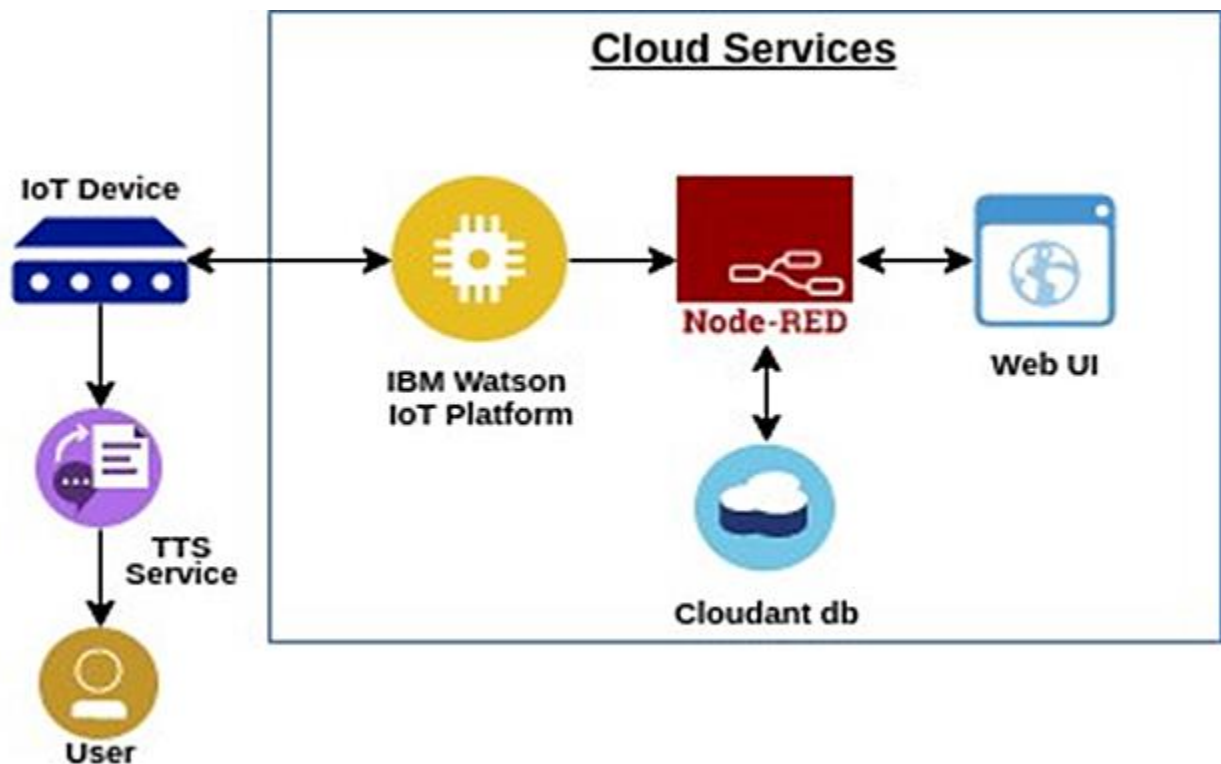 Cloud Services
IoT Device
Node-RED
Web UI
IBM Watson
IoT Platform
TTS
Service
Cloudant db
User